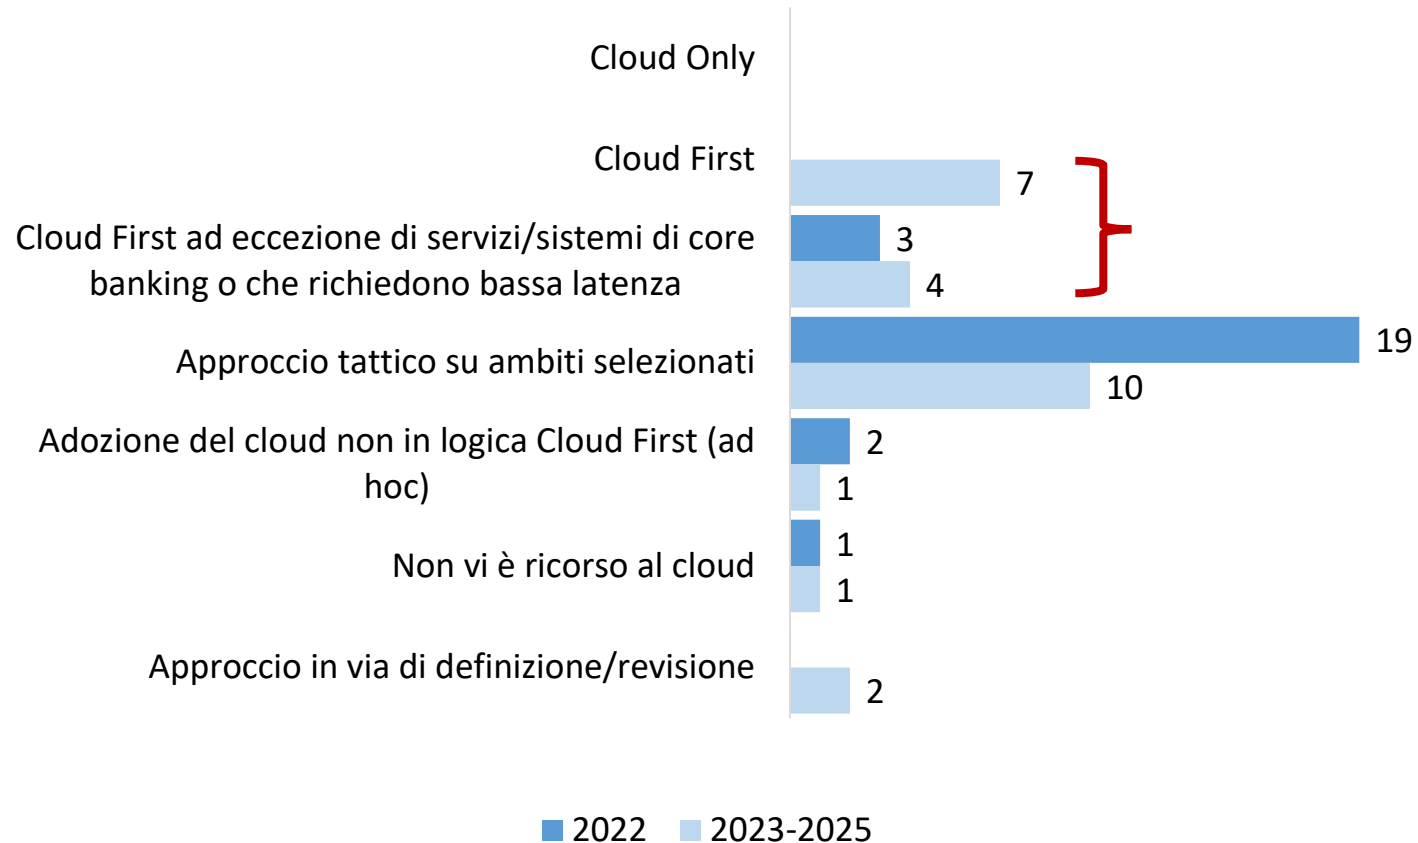 Cloud Only
Cloud First
7
Cloud First ad eccezione di servizi/sistemi di core
banking o che richiedono bassa latenza
3
4
Approccio tattico su ambiti selezionati
19
10
Adozione del cloud non in logica Cloud First (ad
hoc)
2
1
Non vi è ricorso al cloud
1
1
Approccio in via di definizione/revisione
2
2022 2023-2025